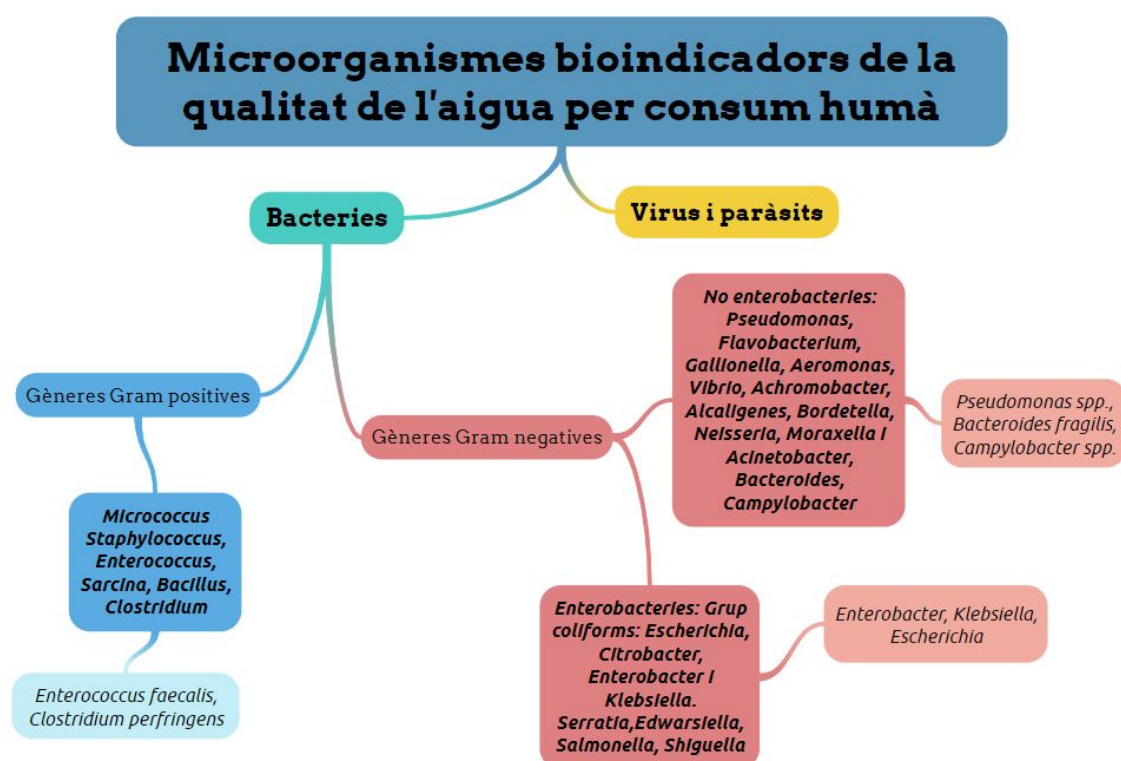 Microorganismes bioindicadors de la
qualitat de l'aigua per consum humà
Bacteries
Virus i paràsits
Gèneres Gram positives
Micrococcus
Staphylococcus,
Enterococcus,
Sarcina, Bacillus,
Clostridium
Enterococcus faecalis,
Clostridium perfringens
Gèneres Gram negatives
No enterobacteries:
Pseudomonas,
Flavobacterium,
Gallionella, Aeromonas,
Vibrio, Achromobacter,
Alcaligenes, Bordetella,
Neisseria, Moraxella i
Acinetobacter,
Bacteroides,
Campylobacter
Pseudomonas spp.,
Bacteroides fragilis,
Campylobacter spp.
Enterobacteries: Grup
coliforms: Escherichia,
Citrobacter,
Enterobacter i
Klebsiella.
Serratia,Edwarsiella,
Salmonella, Shiguella
Enterobacter, Klebsiella,
Escherichia